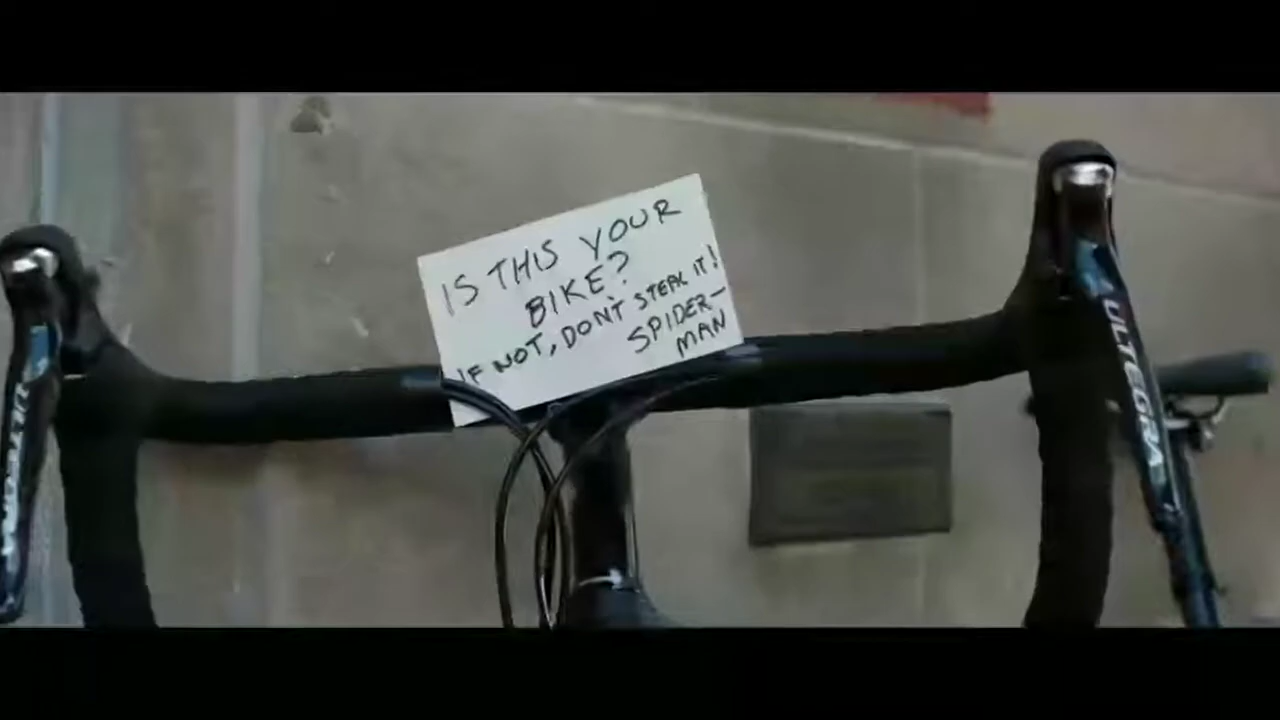 IS THIS YOUR
BIKE?
IF NOT, DON'T STEAL IT!
SPIDER-
MAN
ULTEGRA
ULTEGRA